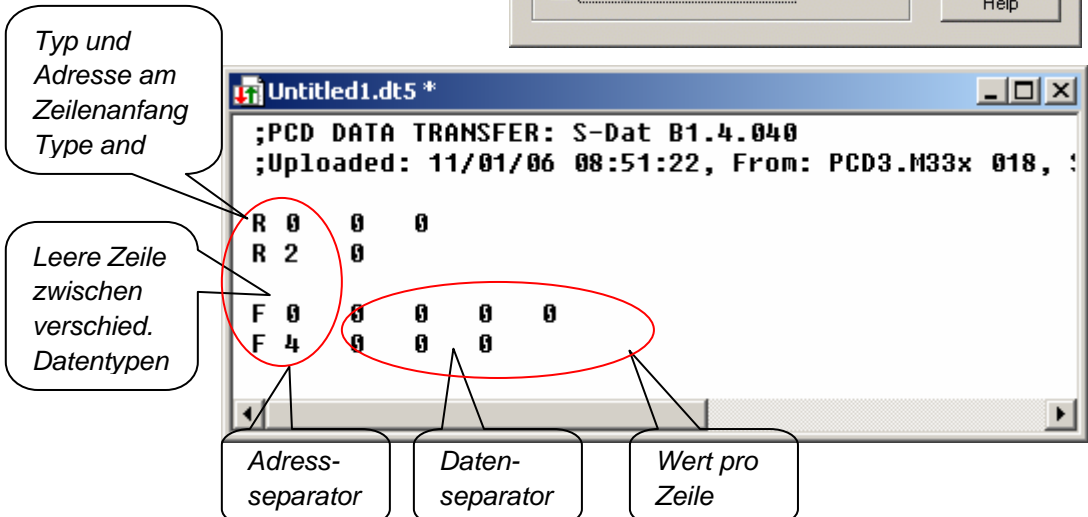 Help
Typ und
Adresse am
Zeilenanfang
Type and
Untitled1.dt5 *
;PCD DATA TRANSFER: S-Dat B1.4.040
;Uploaded: 11/01/06 08:51:22, From: PCD3.M33x 018,
R 0 0 0
R 2 0
F 0 0 0 0 0
F 4 0 0 0
Leere Zeile
zwischen
verschied.
Datentypen
Adress-
separator
Daten-
separator
Wert pro
Zeile